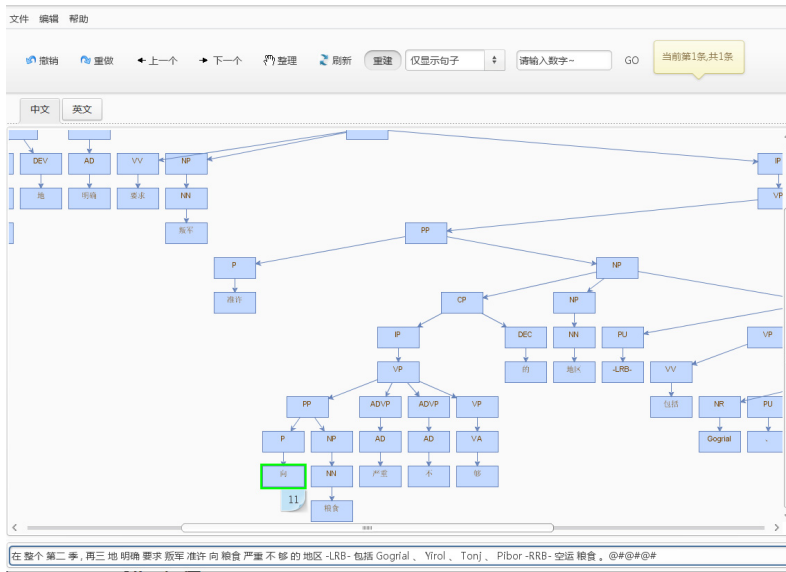 文件 编辑 帮助
撤销 重做 上一个 下一个 整理 刷新 重建 仅显示句子 请输入数字~ GO 当前第1条,共1条
中文 英文
DEV AD VV NP IP
地 明确 要求 NN VP
叛军 PP
P NP
准许 CP NP
IP DEC NN PU VP
VP 的 地区 -LRB- VV
PP ADVP ADVP VP 包括 NR PU
P NP AD AD VA Gogrial 、
向 NN 严重 不 够
11 粮食
在 整个 第二 季 , 再三 地 明确 要求 叛军 准许 向 粮食 严重 不 够 的 地区 -LRB- 包括 Gogrial 、 Yirol 、 Tonj 、 Pibor -RRB- 空运 粮食 。 @#@#@#